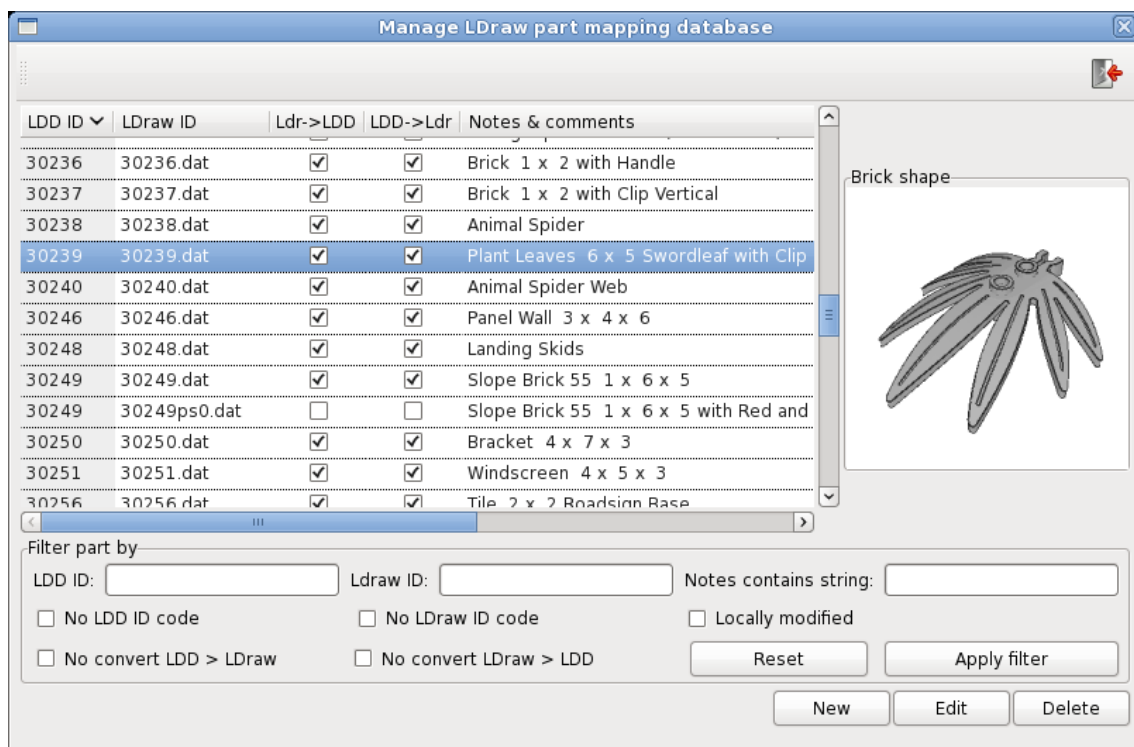 Manage LDraw part mapping database
LDD ID LDraw ID Ldr->LDD LDD->Ldr Notes & comments
30236 30236.dat Brick 1 x 2 with Handle
30237 30237.dat Brick 1 x 2 with Clip Vertical
30238 30238.dat Animal Spider
30239 30239.dat Plant Leaves 6 x 5 Swordleaf with Clip
30240 30240.dat Animal Spider Web
30246 30246.dat Panel Wall 3 x 4 x 6
30248 30248.dat Landing Skids
30249 30249.dat Slope Brick 55 1 x 6 x 5
30249 30249ps0.dat Slope Brick 55 1 x 6 x 5 with Red and
30250 30250.dat Bracket 4 x 7 x 3
30251 30251.dat Windscreen 4 x 5 x 3
30256 30256.dat Tile 2 x 2 Roadsign Base
Brick shape
Filter part by
LDD ID: Ldraw ID: Notes contains string:
No LDD ID code No LDraw ID code Locally modified
No convert LDD > LDraw No convert LDraw > LDD Reset Apply filter
New Edit Delete